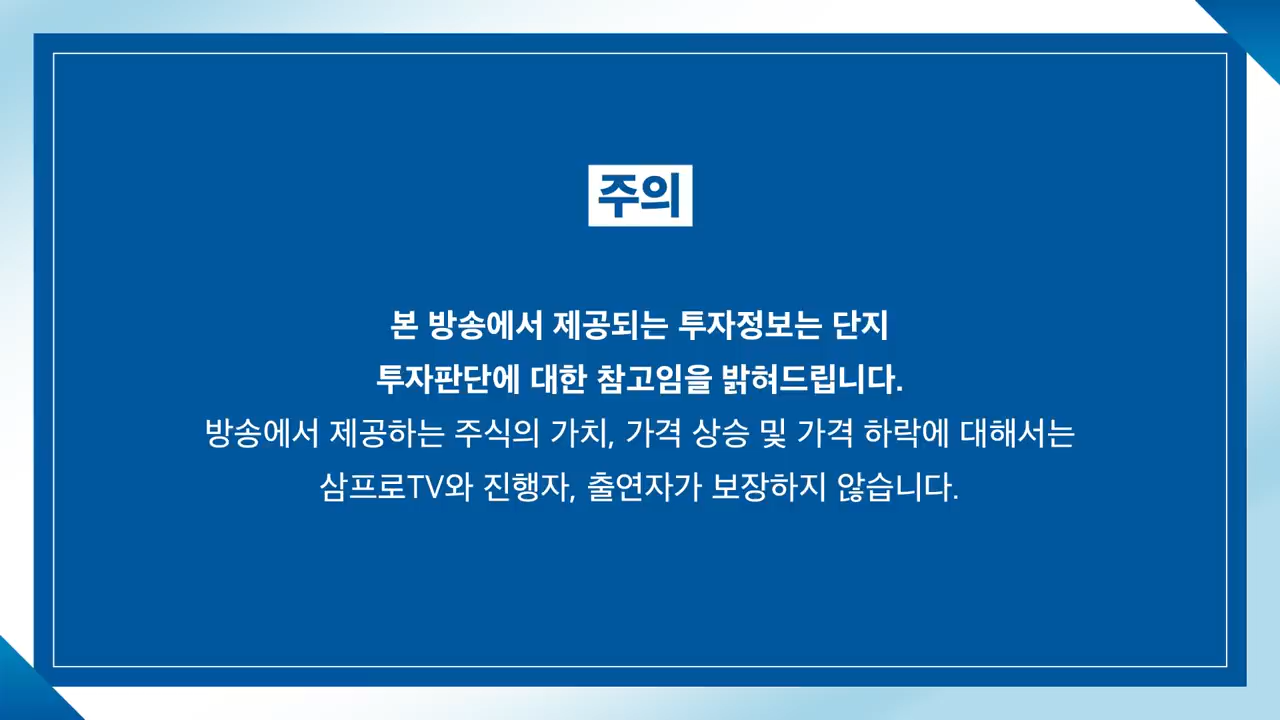 주의
본 방송에서 제공되는 투자정보는 단지
투자판단에 대한 참고임을 밝혀드립니다.
방송에서 제공하는 주식의 가치, 가격 상승 및 가격 하락에 대해서는
삼프로TV와 진행자, 출연자가 보장하지 않습니다.